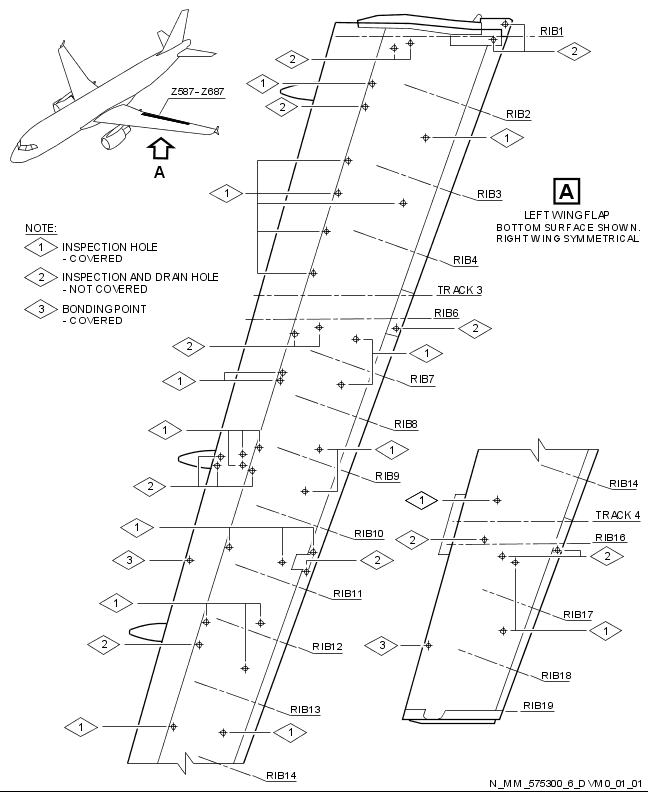 RIB1
2
2
Z587-Z687
1
2
RIB2
1
A
A
1
RIB3
LEFT WING FLAP
BOTTOM SURFACE SHOWN.
RIGHT WING SYMMETRICAL
NOTE:
1 INSPECTION HOLE
- COVERED
RIB4
2 INSPECTION AND DRAIN HOLE
- NOT COVERED
TRACK 3
3 BONDING POINT
- COVERED
RIB6
2
2
1
RIB7
1
RIB8
1
1
RIB9
2
RIB14
1
1
TRACK 4
RIB10
2
RIB16
3
2
2
RIB11
1
RIB17
1
2
RIB12
3
RIB18
RIB13
RIB19
1
1
RIB14
N_MM_575300_6_DVM0_01_01